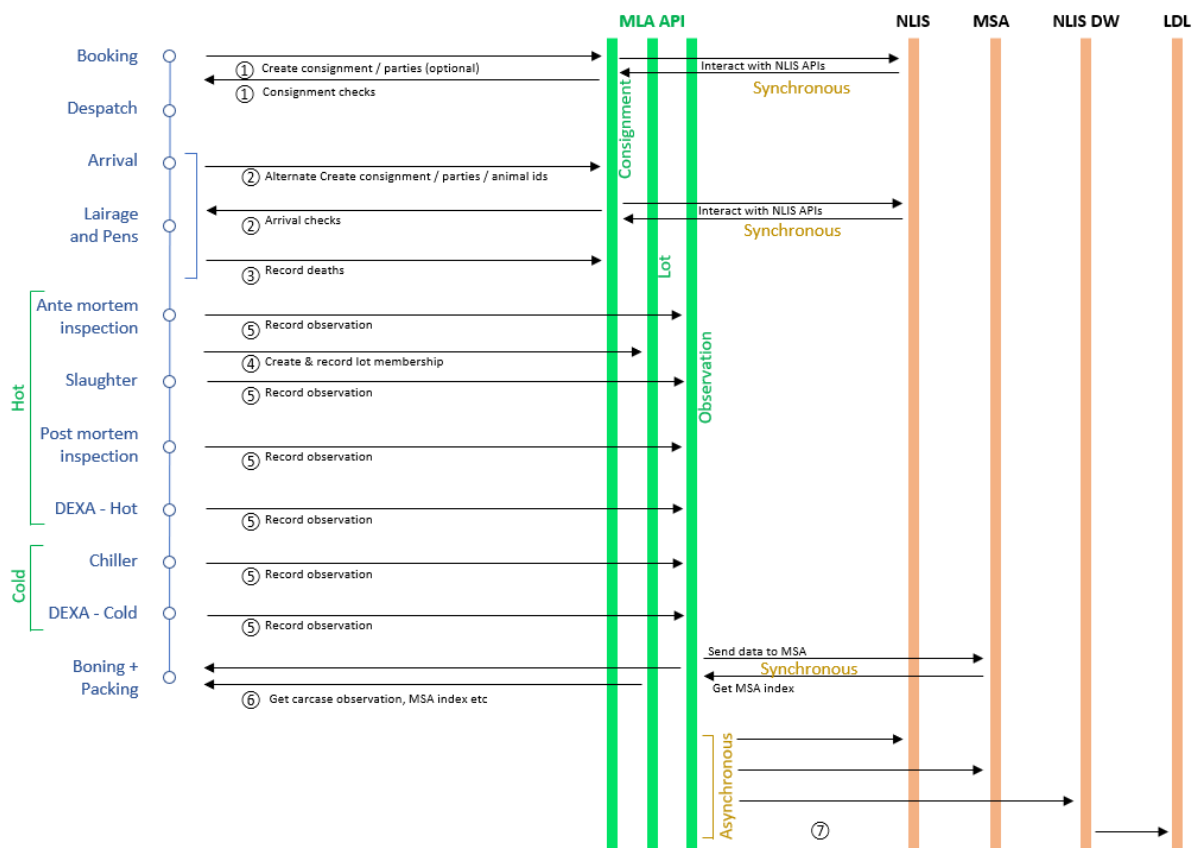 MLA API
NLIS
MSA
NLIS DW
LDL
Booking
① Create consignment / parties (optional)
Interact with NLIS APIs
① Consignment checks
Synchronous
Consignment
Despatch
Arrival
② Alternate Create consignment / parties / animal ids
Lairage
and Pens
② Arrival checks
Interact with NLIS APIs
Synchronous
③ Record deaths
Lot
Hot
Ante mortem
inspection
⑤ Record observation
④ Create & record lot membership
Observation
Slaughter
⑤ Record observation
Post mortem
inspection
⑤ Record observation
DEXA - Hot
⑤ Record observation
Cold
Chiller
⑤ Record observation
DEXA - Cold
⑤ Record observation
Boning +
Packing
Send data to MSA
Synchronous
Get MSA index
⑥ Get carcase observation, MSA index etc
Asynchronous
⑦